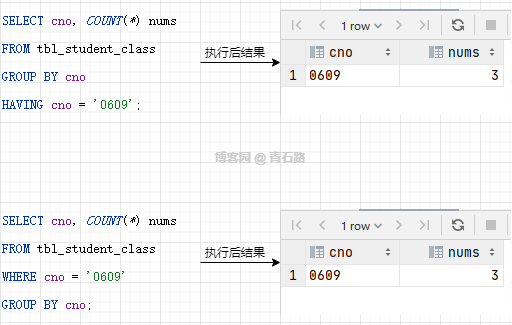 SELECT cno, COUNT(*) nums
FROM tbl_student_class
GROUP BY cno
HAVING cno = '0609';
执行后结果
1 row
cno nums
1 0609 3
博客园 @ 青石路
SELECT cno, COUNT(*) nums
FROM tbl_student_class
WHERE cno = '0609'
GROUP BY cno;
执行后结果
1 row
cno nums
1 0609 3